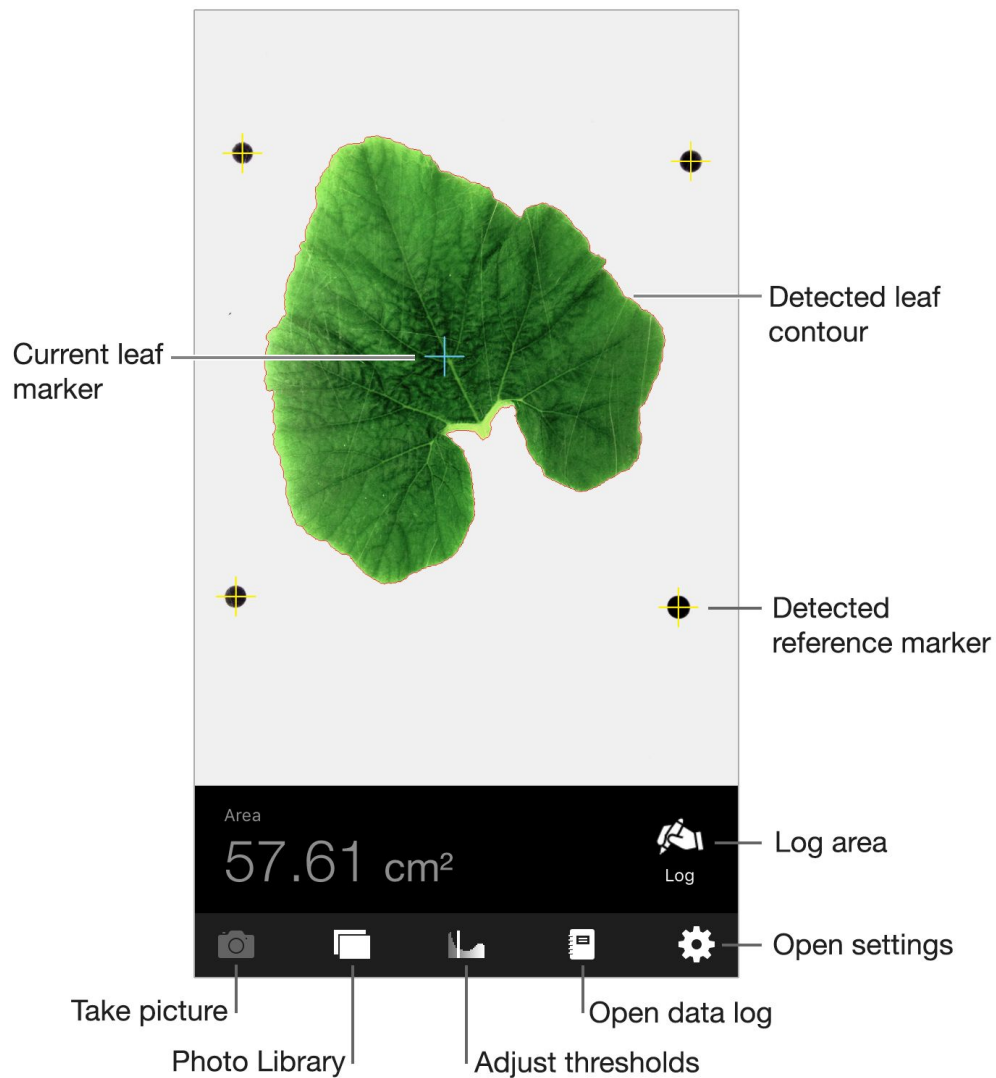 Detected leaf
contour
Current leaf
marker
Detected
reference marker
Area
57.61 cm²
Log
Log area
Open settings
Take picture
Open data log
Photo Library
Adjust thresholds